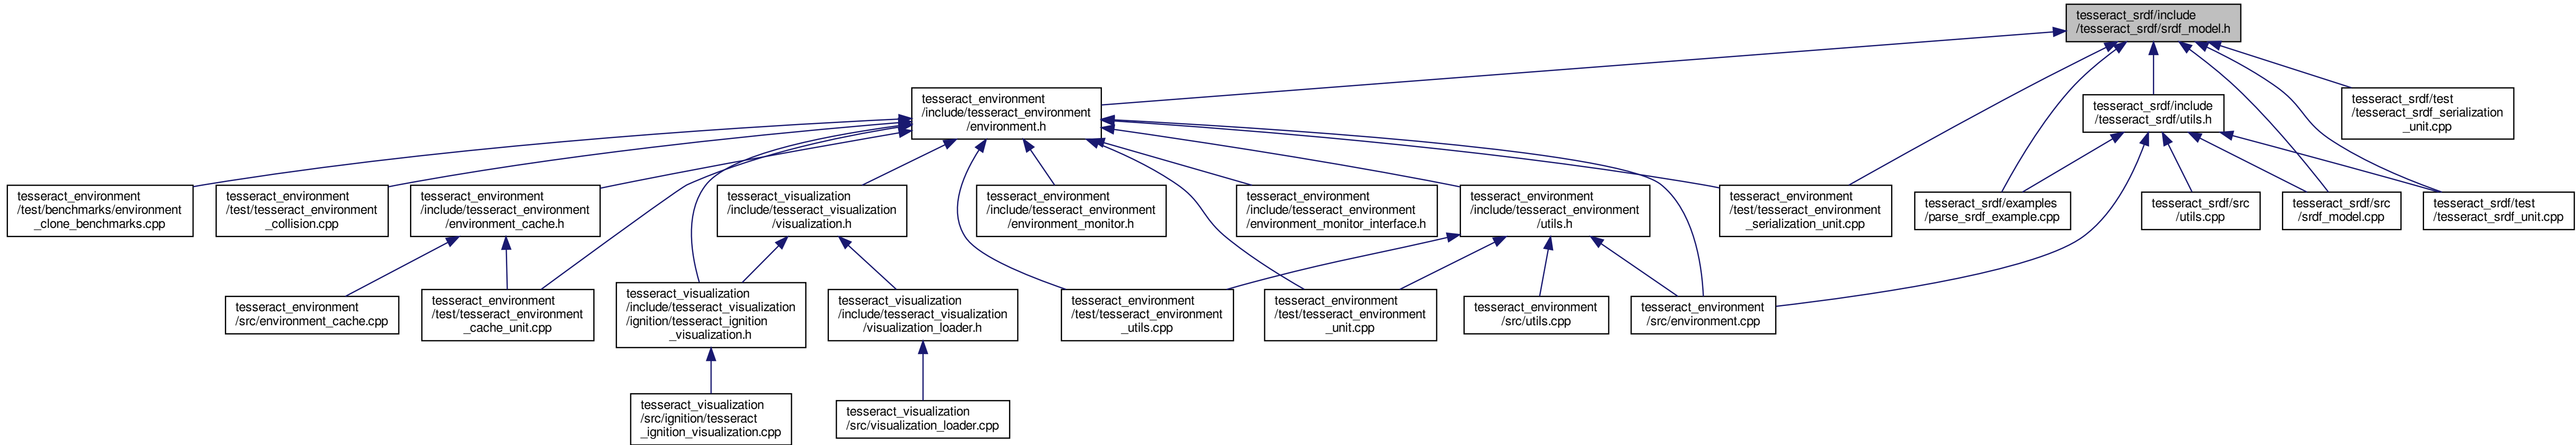 tesseract_srdf/include
/tesseract_srdf/srdf_model.h
tesseract_environment
/include/tesseract_environment
/environment.h
tesseract_srdf/include
/tesseract_srdf/utils.h
tesseract_srdf/test
/tesseract_srdf_serialization
_unit.cpp
tesseract_environment
/test/benchmarks/environment
_clone_benchmarks.cpp
tesseract_environment
/test/tesseract_environment
_collision.cpp
tesseract_environment
/include/tesseract_environment
/environment_cache.h
tesseract_visualization
/include/tesseract_visualization
/visualization.h
tesseract_environment
/include/tesseract_environment
/environment_monitor.h
tesseract_environment
/include/tesseract_environment
/environment_monitor_interface.h
tesseract_environment
/include/tesseract_environment
/utils.h
tesseract_environment
/test/tesseract_environment
_serialization_unit.cpp
tesseract_srdf/examples
/parse_srdf_example.cpp
tesseract_srdf/src
/utils.cpp
tesseract_srdf/src
/srdf_model.cpp
tesseract_srdf/test
/tesseract_srdf_unit.cpp
tesseract_environment
/src/environment_cache.cpp
tesseract_environment
/test/tesseract_environment
_cache_unit.cpp
tesseract_visualization
/include/tesseract_visualization
/ignition/tesseract_ignition
_visualization.h
tesseract_visualization
/include/tesseract_visualization
/visualization_loader.h
tesseract_environment
/test/tesseract_environment
_utils.cpp
tesseract_environment
/test/tesseract_environment
_unit.cpp
tesseract_environment
/src/utils.cpp
tesseract_environment
/src/environment.cpp
tesseract_visualization
/src/ignition/tesseract
_ignition_visualization.cpp
tesseract_visualization
/src/visualization_loader.cpp